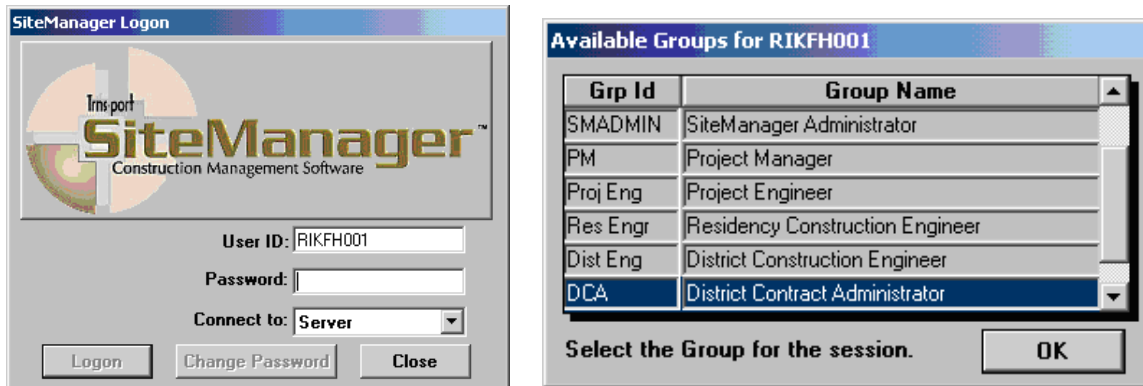 SiteManager Logon
Trns·port
SiteManager™
Construction Management Software
User ID: RIKFH001
Password:
Connect to: Server
Logon Change Password Close
Available Groups for RIKFH001
Grp Id Group Name
SMADMIN SiteManager Administrator
PM Project Manager
Proj Eng Project Engineer
Res Engr Residency Construction Engineer
Dist Eng District Construction Engineer
DCA District Contract Administrator
Select the Group for the session. OK